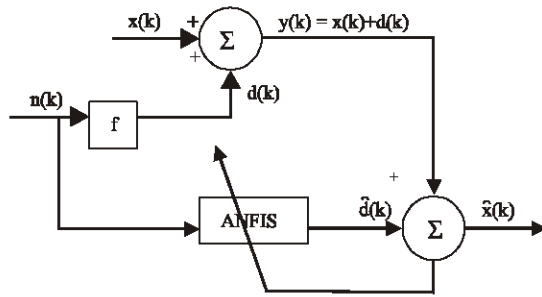 x(k)
+
Σ
y(k) = x(k)+d(k)
+
n(k)
f
d(k)
+
ANFIS
d̂(k)
Σ
x̂(k)